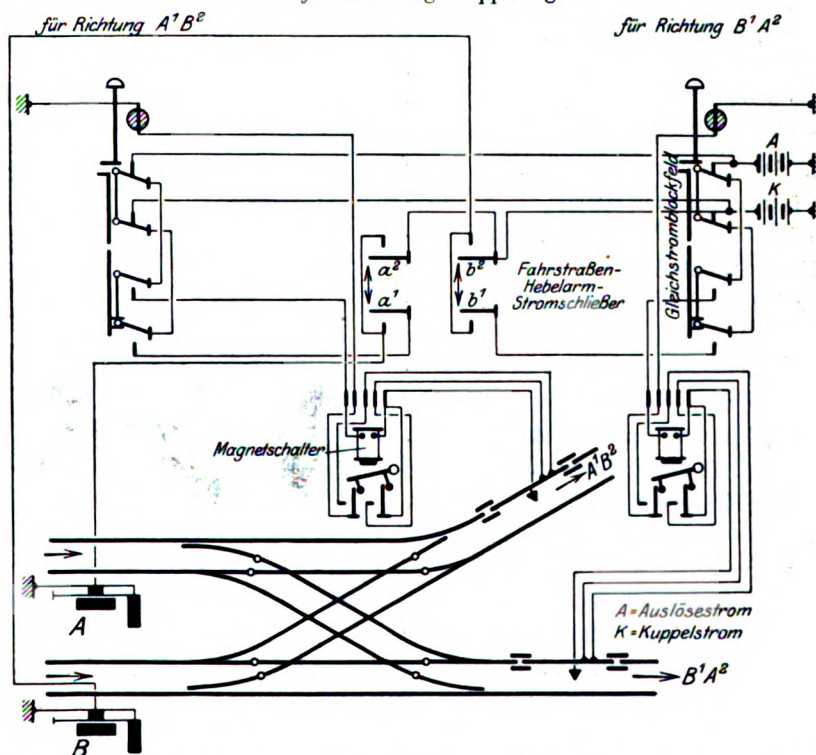 für Richtung A¹B²
für Richtung B¹A²
A
K
Gleichstromblockfeld
a²
b²
a¹
b¹
Fahrstraßen-
Hebelarm-
Stromschließer
Magnetschalter
A¹B²
A
A=Auslösestrom
K=Kuppelstrom
B¹A²
B